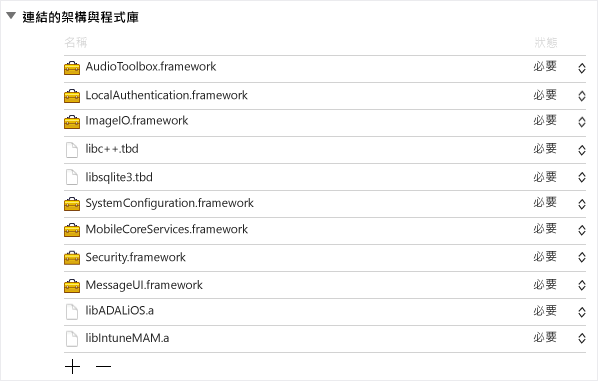 連結的架構與程式庫
名稱 狀態
AudioToolbox.framework 必要
LocalAuthentication.framework 必要
ImageIO.framework 必要
libc++.tbd 必要
libsqlite3.tbd 必要
SystemConfiguration.framework 必要
MobileCoreServices.framework 必要
Security.framework 必要
MessageUI.framework 必要
libADALiOS.a 必要
libIntuneMAM.a 必要